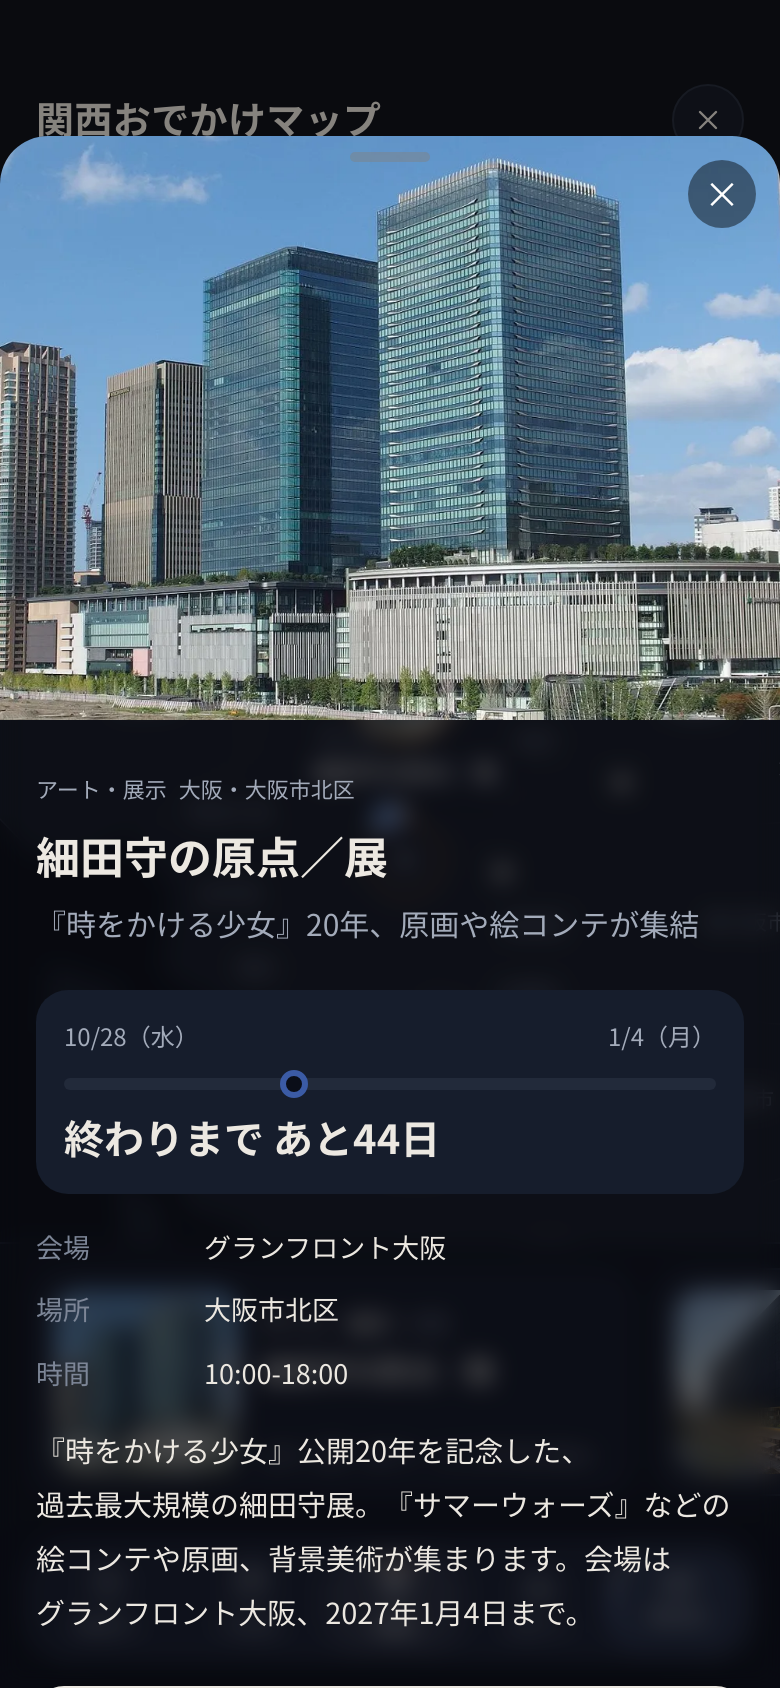 関西おでかけマップ
アート・展示 大阪・大阪市北区
細田守の原点／展
『時をかける少女』20年、原画や絵コンテが集結
10/28（水） 1/4（月）
終わりまで あと44日
会場 グランフロント大阪
場所 大阪市北区
時間 10:00-18:00
『時をかける少女』公開20年を記念した、
過去最大規模の細田守展。『サマーウォーズ』などの
絵コンテや原画、背景美術が集まります。会場は
グランフロント大阪、2027年1月4日まで。